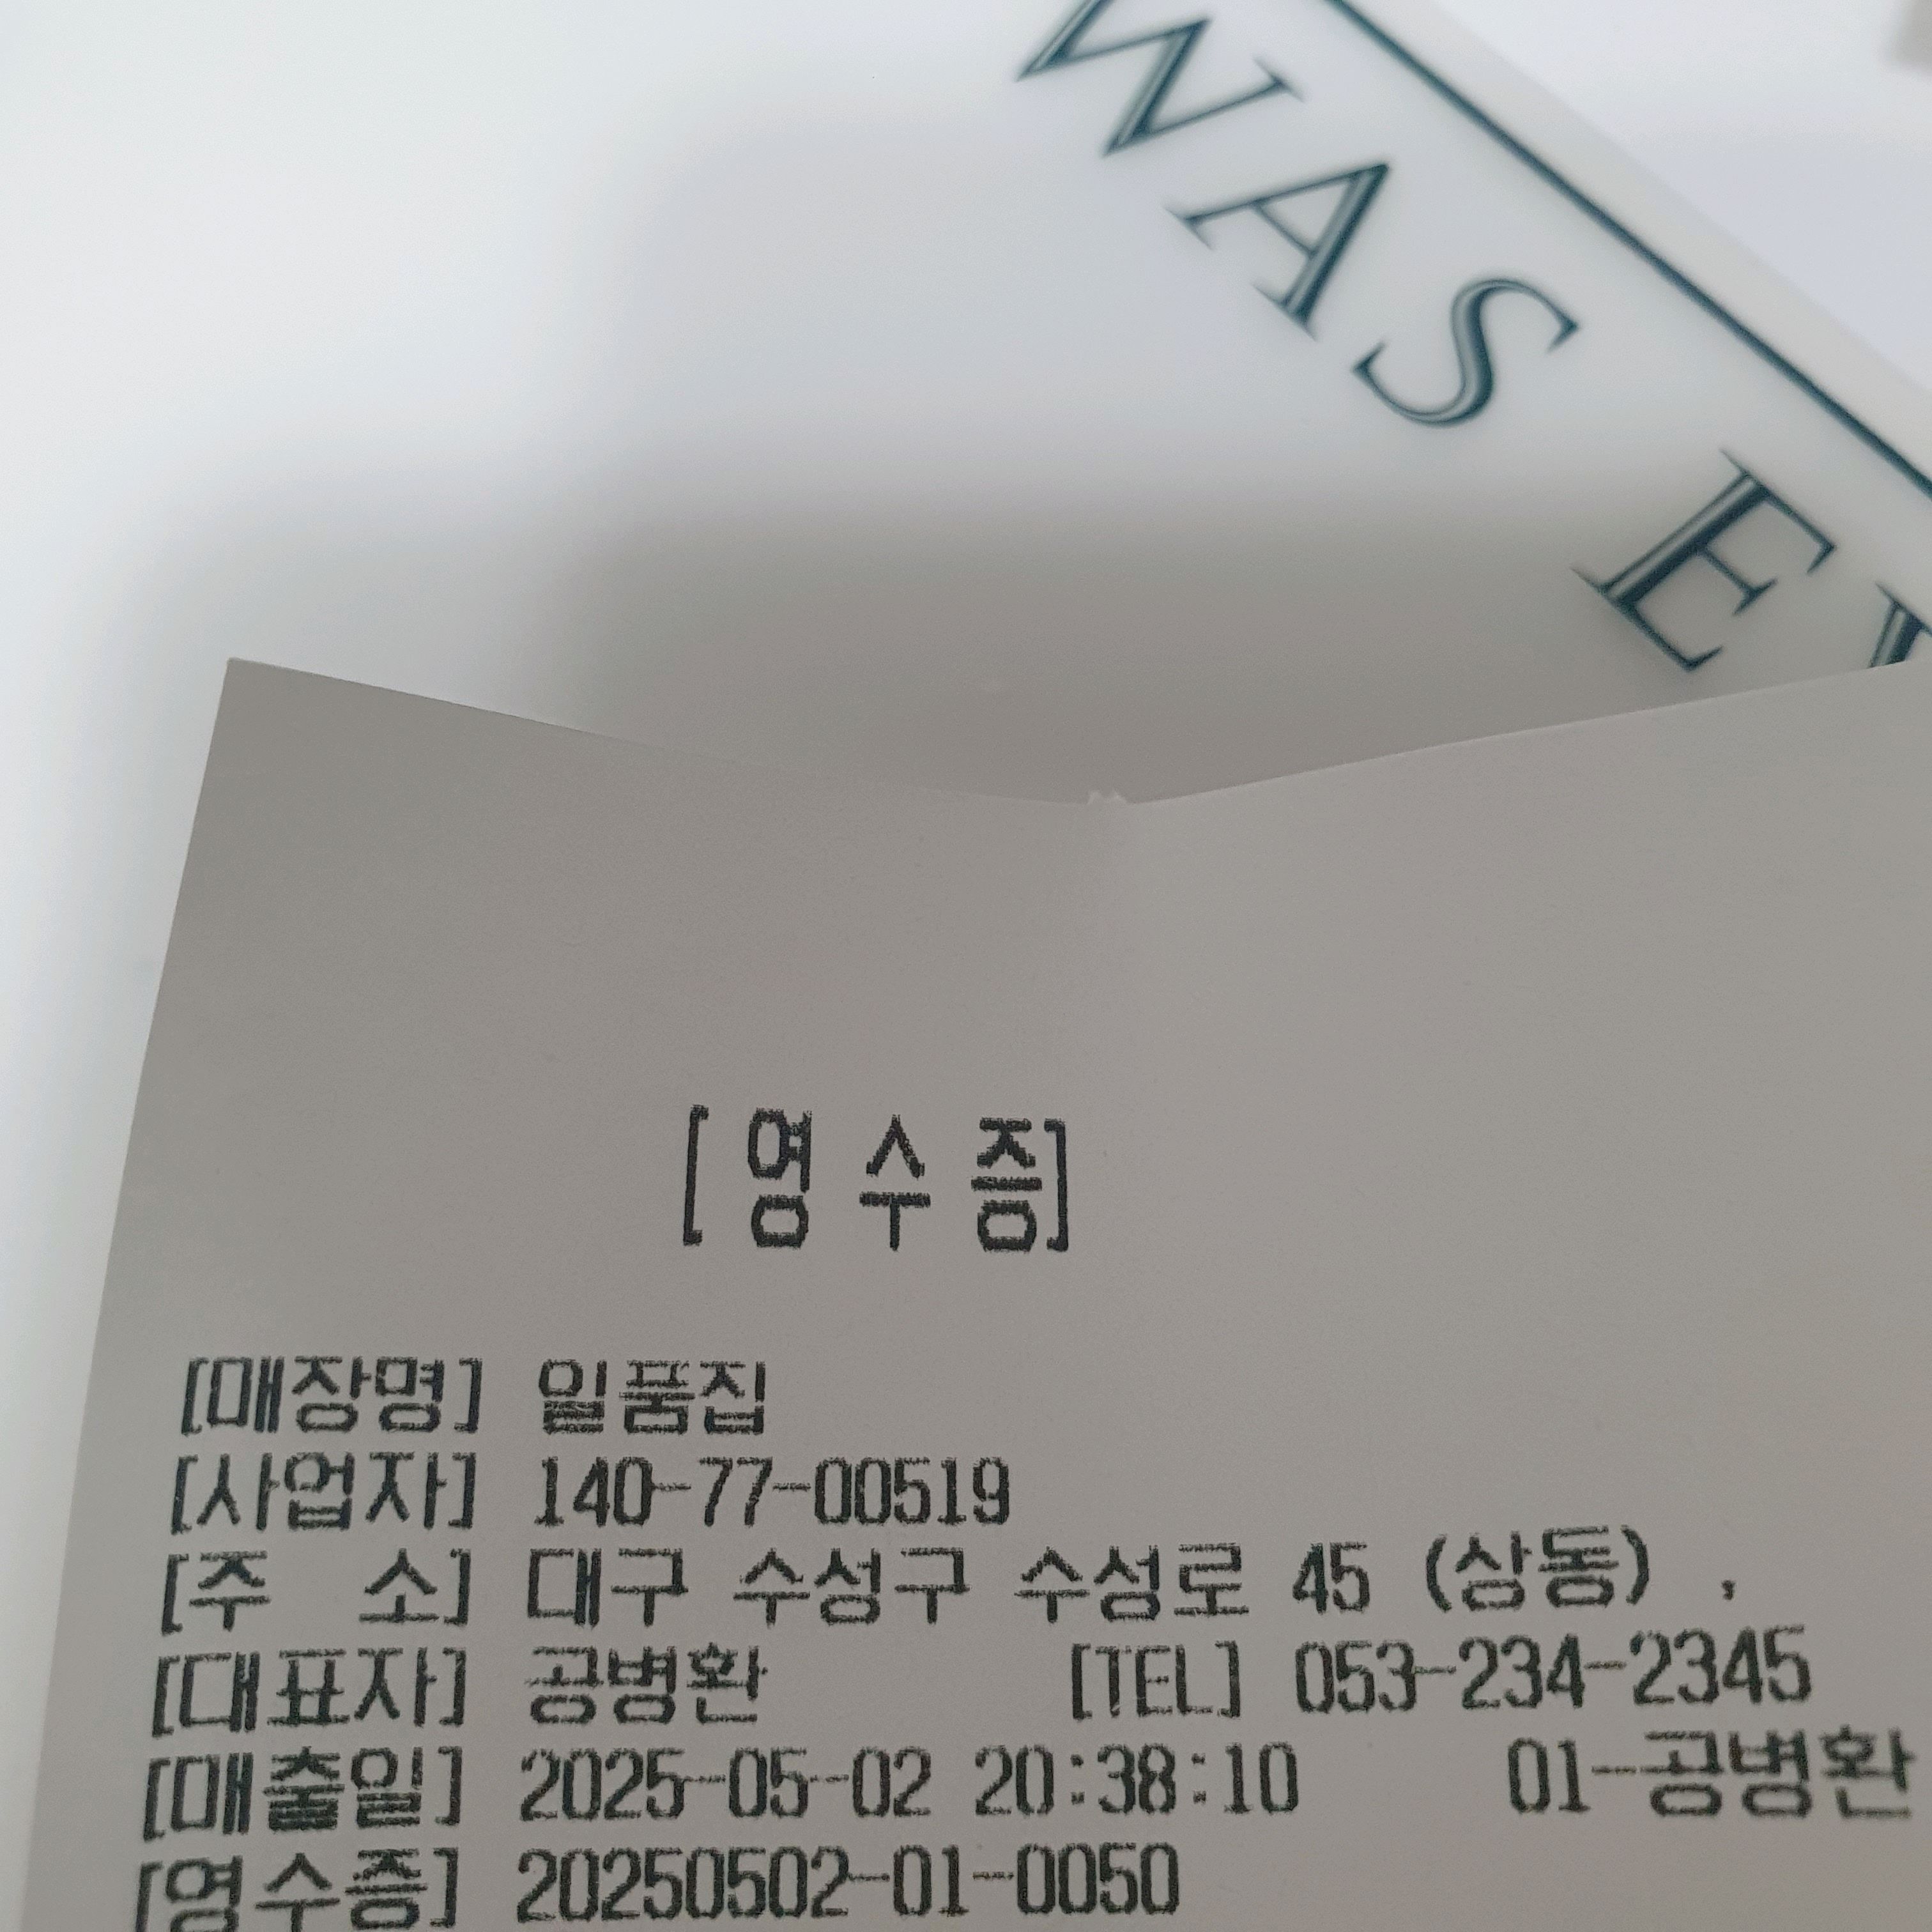 WAS
[ 영 수 증]
[매장명] 일품집
[사업자] 140-77-00519
[주 소] 대구 수성구 수성로 45 (상동) ,
[대표자] 공병환 [TEL] 053-234-2345
[매출일] 2025-05-02 20:38:10 01-공병환
[영수증] 20250502-01-0050